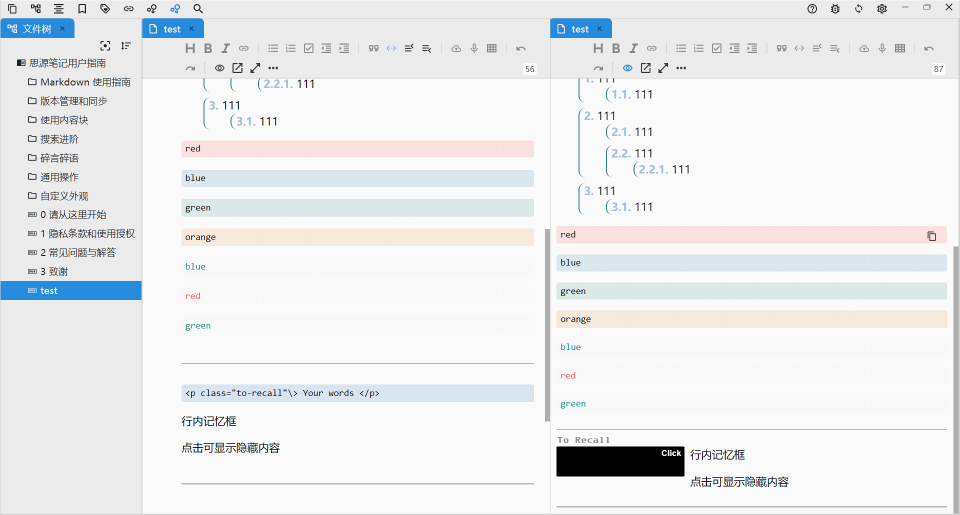 文件树
思源笔记用户指南
Markdown 使用指南
版本管理和同步
使用内容块
搜索进阶
碎言碎语
通用操作
自定义外观
0 请从这里开始
1 隐私条款和使用授权
2 常见问题与解答
3 致谢
test
test
56
2.2.1. 111
3. 111
3.1. 111
red
blue
green
orange
blue
red
green
<p class="to-recall"\> Your words </p>
行内记忆框
点击可显示隐藏内容
test
87
1. 111
1.1. 111
2. 111
2.1. 111
2.2. 111
2.2.1. 111
3. 111
3.1. 111
red
blue
green
orange
blue
red
green
To Recall
Click
行内记忆框
点击可显示隐藏内容